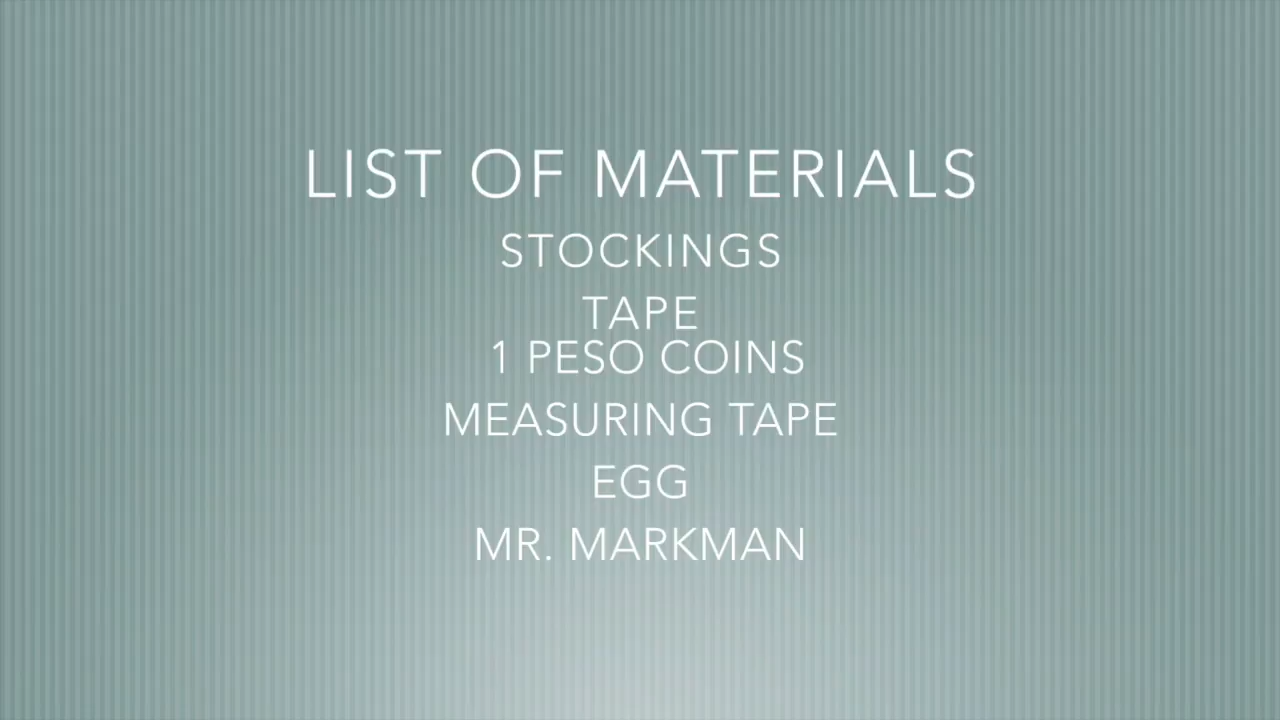 LIST OF MATERIALS
STOCKINGS
TAPE
1 PESO COINS
MEASURING TAPE
EGG
MR. MARKMAN